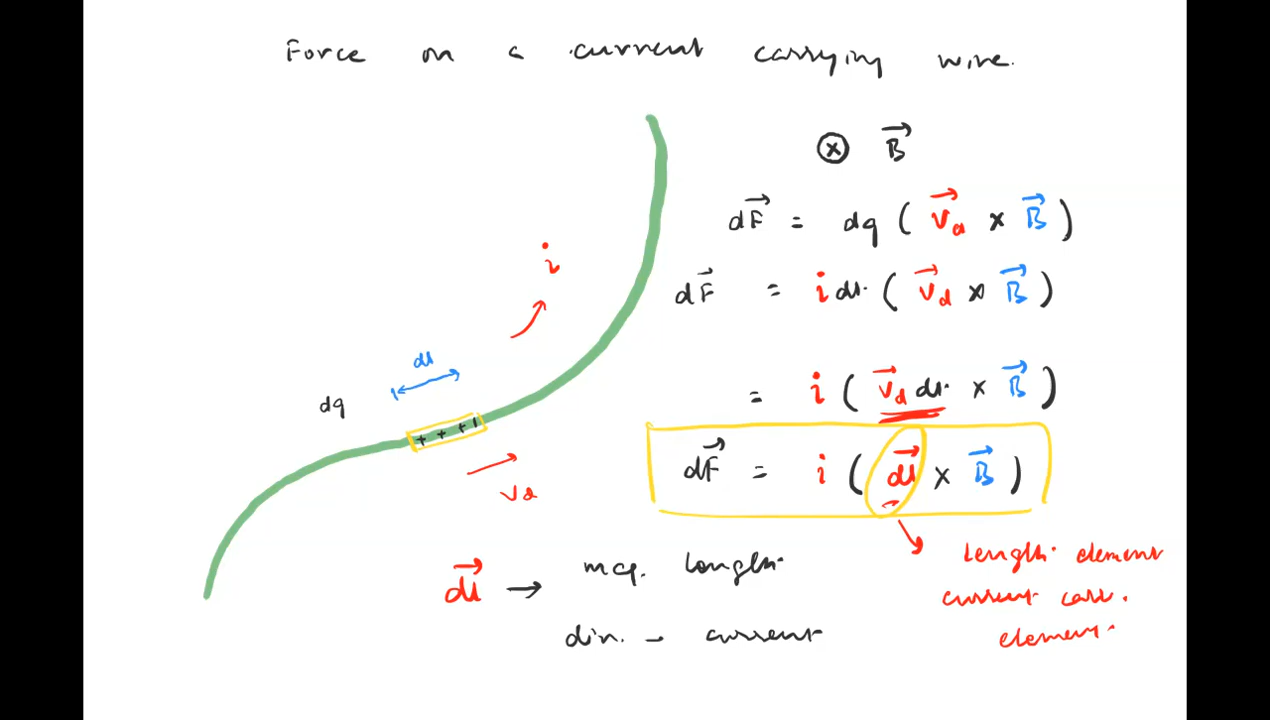 Force on a current carrying wire.
⊗ B⃗
dF⃗ = dq ( v⃗d × B⃗ )
i
dF⃗ = i dt ( v⃗d × B⃗ )
dl
= i ( v⃗d dt × B⃗ )
dq
+ + + +
dF⃗ = i ( dl⃗ × B⃗ )
vd
dl⃗ → mag. length
dirn. - current
length element
current carr.
element